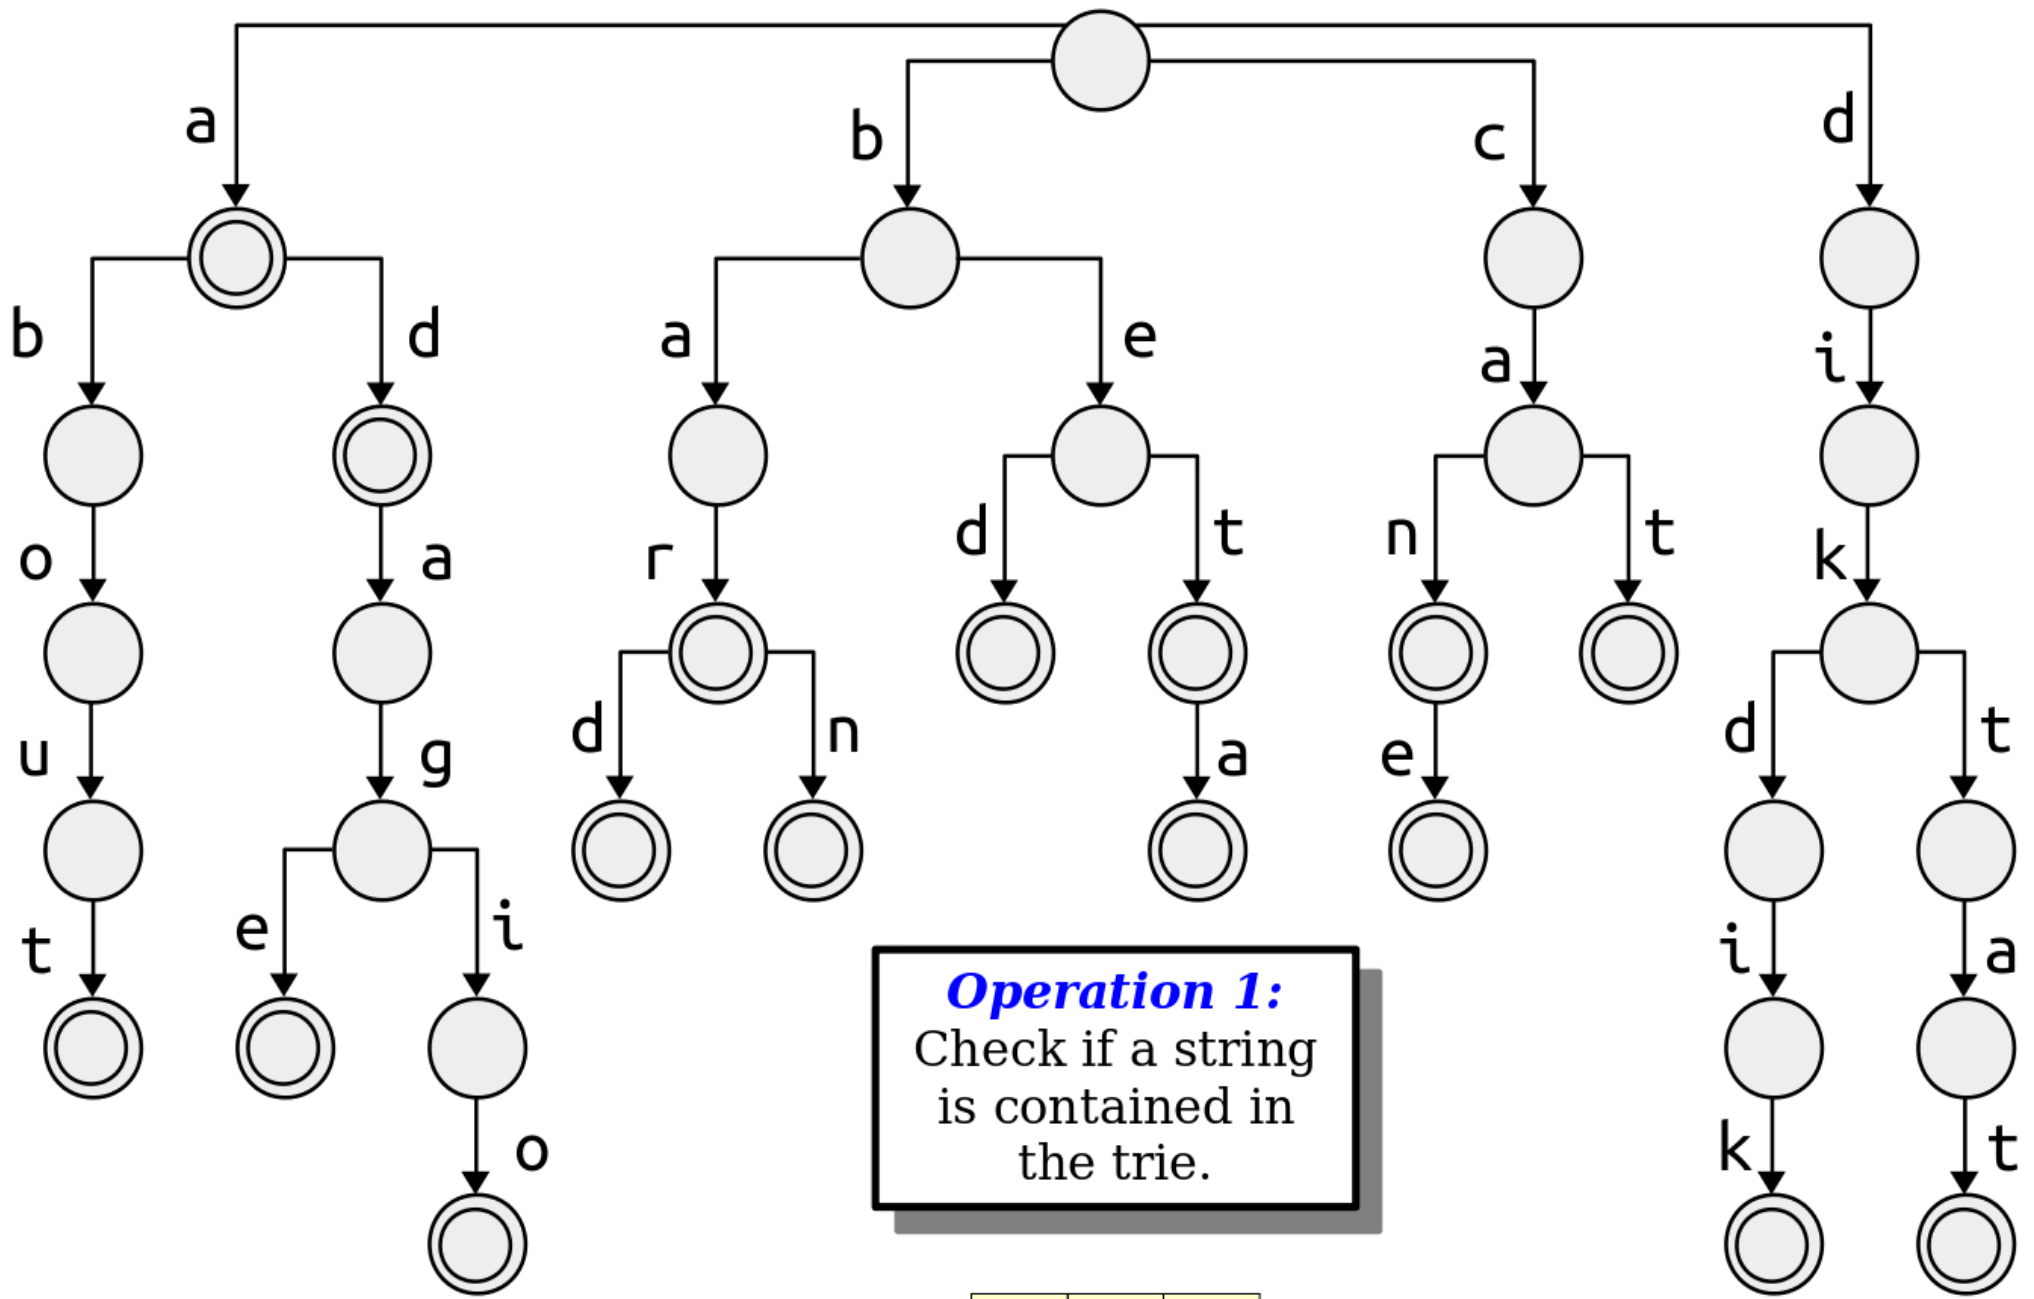 a
b
c
d
b
d
a
e
a
i
o
a
r
d
t
n
t
k
u
g
d
n
a
e
d
t
t
e
i
i
a
o
k
t
Operation 1:
Check if a string
is contained in
the trie.